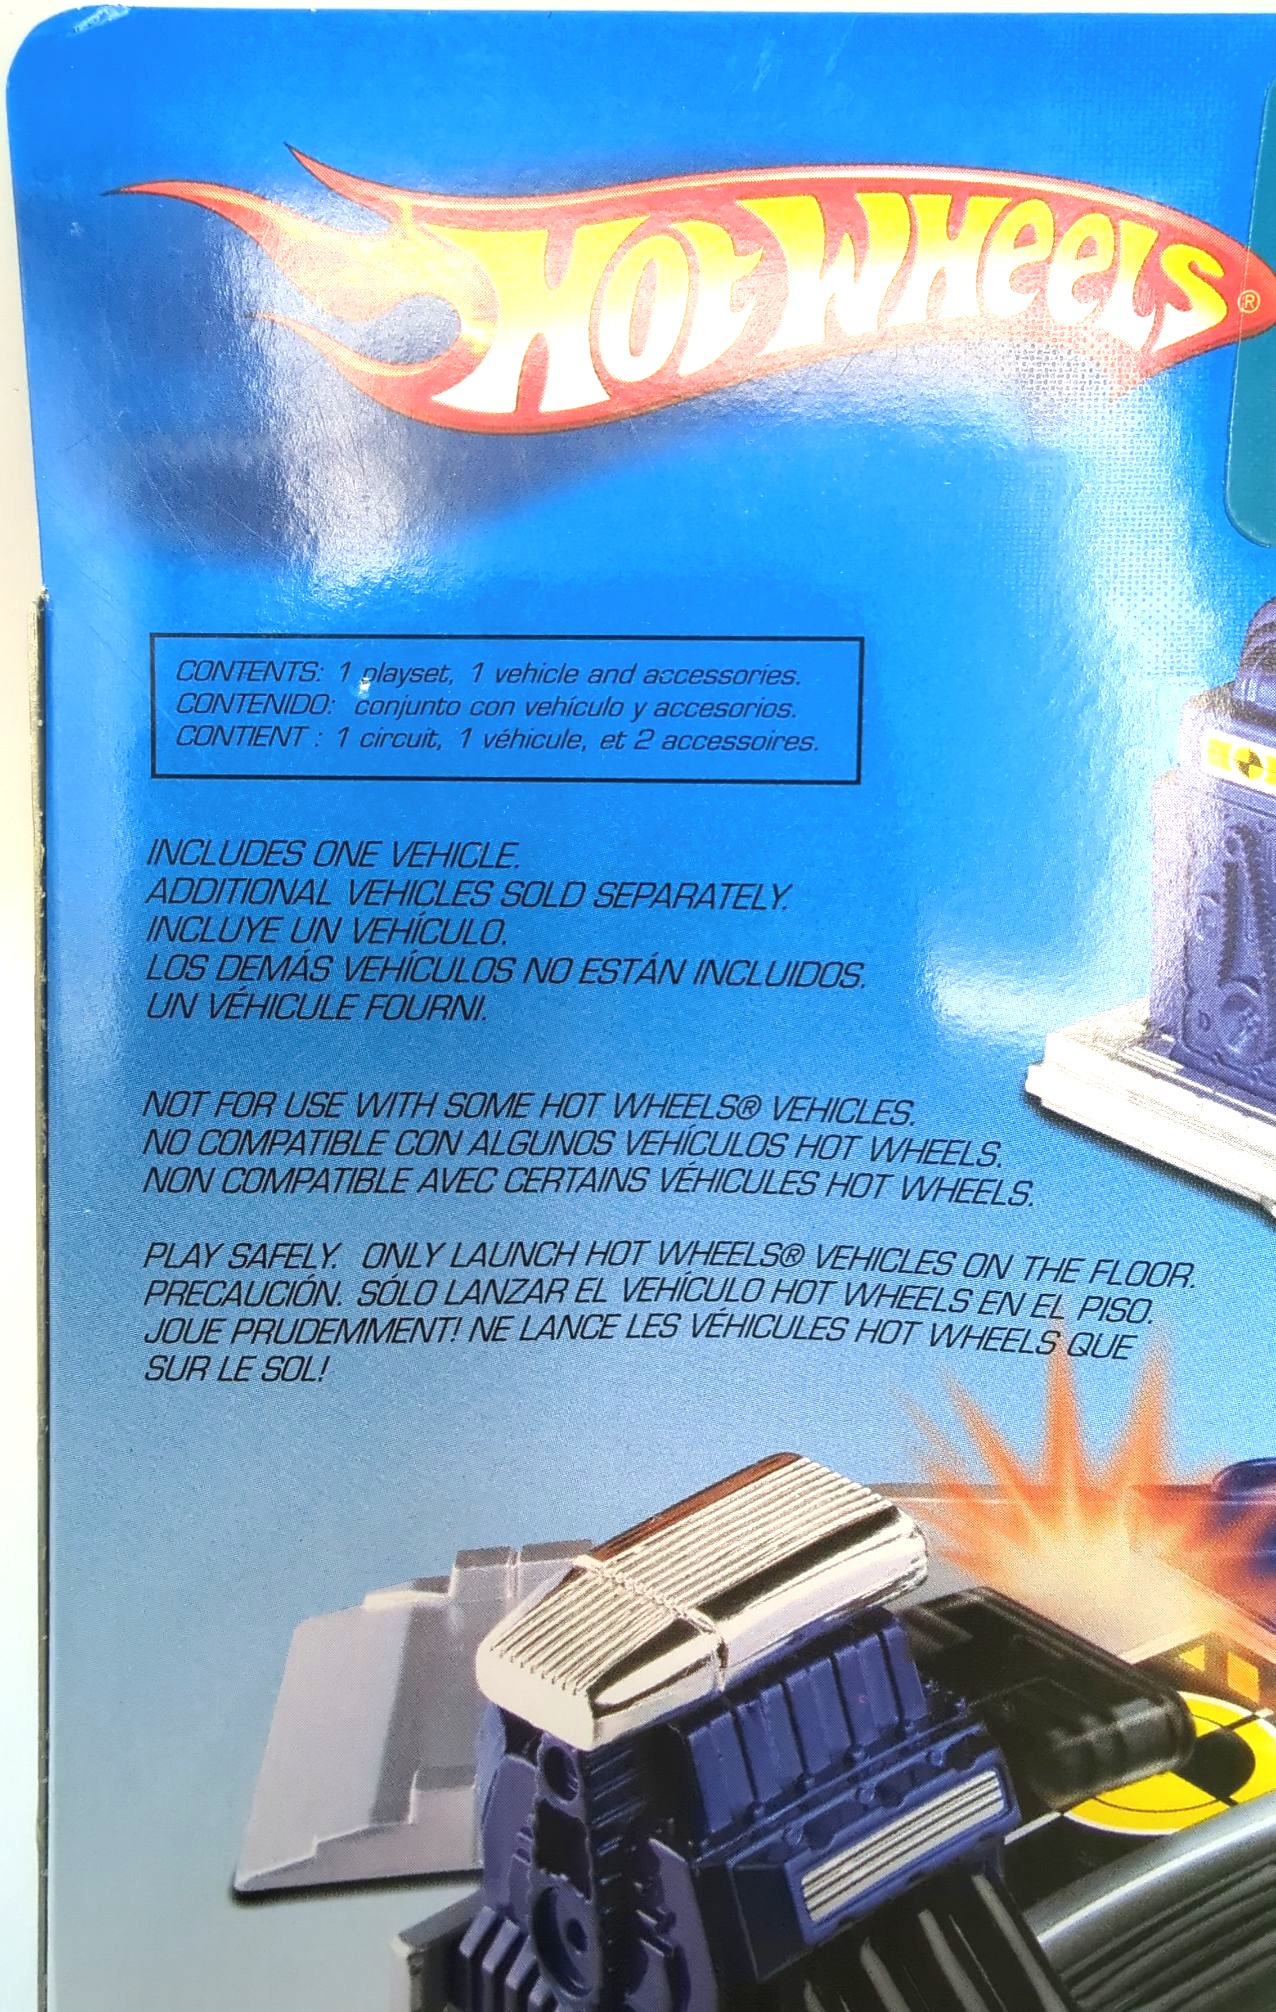 HOT WHEELS®
CONTENTS: 1 playset, 1 vehicle and accessories.
CONTENIDO: conjunto con vehículo y accesorios.
CONTIENT : 1 circuit, 1 véhicule, et 2 accessoires.
INCLUDES ONE VEHICLE.
ADDITIONAL VEHICLES SOLD SEPARATELY.
INCLUYE UN VEHÍCULO.
LOS DEMÁS VEHÍCULOS NO ESTÁN INCLUIDOS.
UN VÉHICULE FOURNI.
NOT FOR USE WITH SOME HOT WHEELS® VEHICLES.
NO COMPATIBLE CON ALGUNOS VEHÍCULOS HOT WHEELS.
NON COMPATIBLE AVEC CERTAINS VÉHICULES HOT WHEELS.
PLAY SAFELY. ONLY LAUNCH HOT WHEELS® VEHICLES ON THE FLOOR.
PRECAUCIÓN. SÓLO LANZAR EL VEHÍCULO HOT WHEELS EN EL PISO.
JOUE PRUDEMMENT! NE LANCE LES VÉHICULES HOT WHEELS QUE
SUR LE SOL!